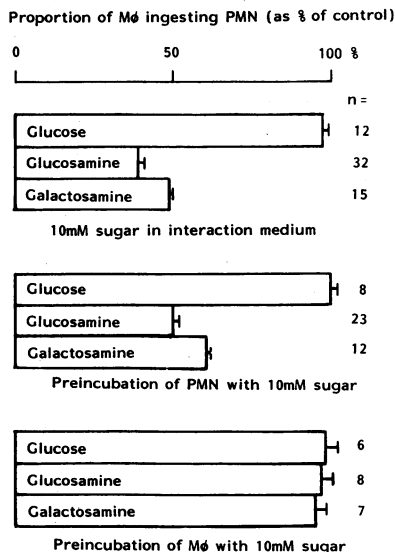 Proportion of Mø ingesting PMN (as % of control)
0 50 100 %
n =
Glucose 12
Glucosamine 32
Galactosamine 15
10mM sugar in interaction medium
Glucose 8
Glucosamine 23
Galactosamine 12
Preincubation of PMN with 10mM sugar
Glucose 6
Glucosamine 8
Galactosamine 7
Preincubation of Mø with 10mM sugar